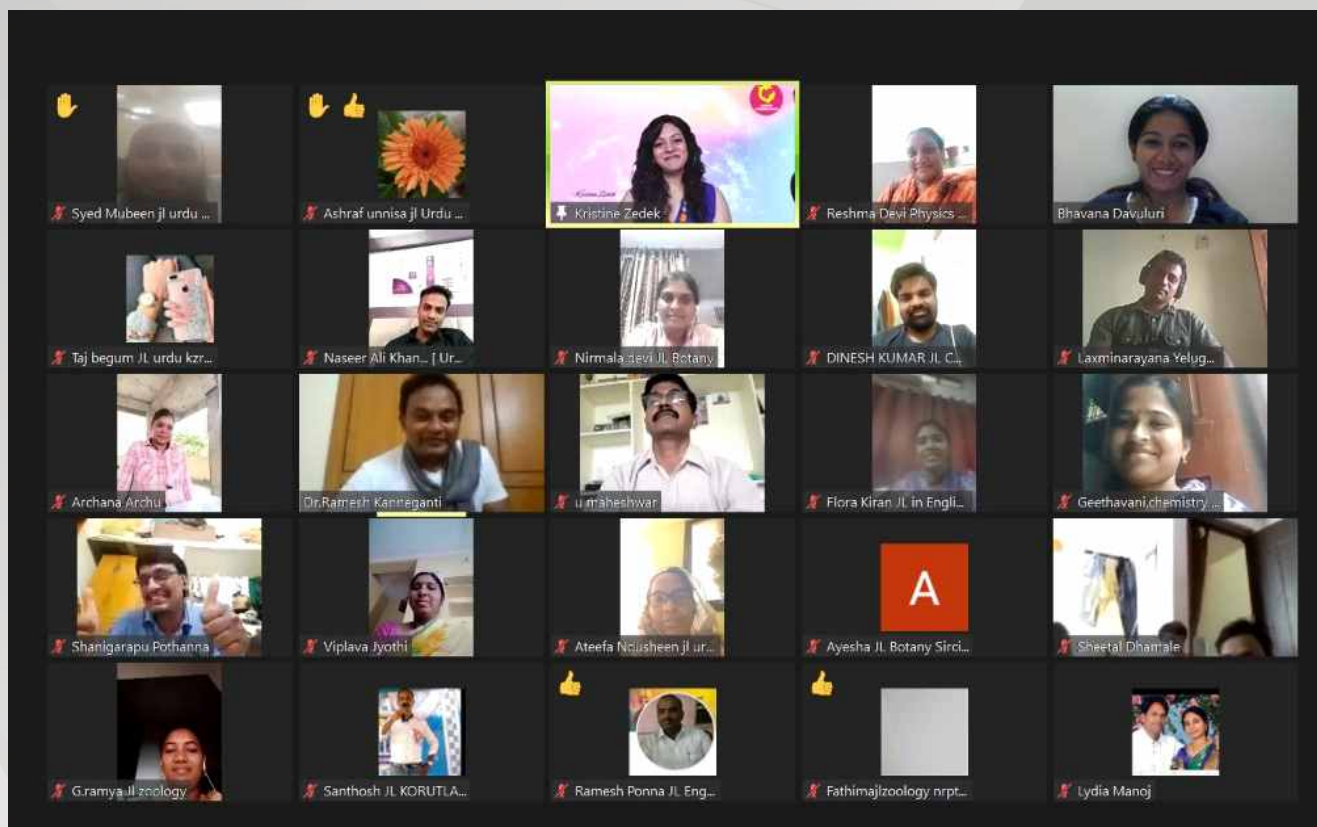 Syed Mubeen jl urdu ...
Ashraf unnisa jl Urdu ...
Kristine Zedek
Reshma Devi Physics ...
Bhavana Davuluri
Taj begum JL urdu kzr...
Naseer Ali Khan... [ Ur...
Nirmala devi JL Botany
DINESH KUMAR JL C...
Laxminarayana Yelug...
Archana Archu
Dr.Ramesh Kanneganti
u maheshwar
Flora Kiran JL in Engli...
Geethavani,chemistry ...
Shanigarapu Pothanna
Viplava Jyothi
Ateefa Ndusheen jl ur...
A
Ayesha JL Botany Sirci...
Sheetal Dhamale
G.ramya Jl zoology
Santhosh JL KORUTLA...
Ramesh Ponna JL Eng...
Fathimajlzoology nrpt...
Lydia Manoj